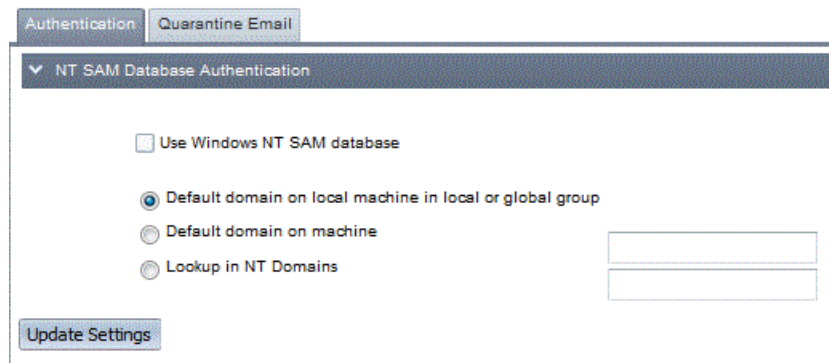 Authentication
Quarantine Email
NT SAM Database Authentication
Use Windows NT SAM database
Default domain on local machine in local or global group
Default domain on machine
Lookup in NT Domains
Update Settings